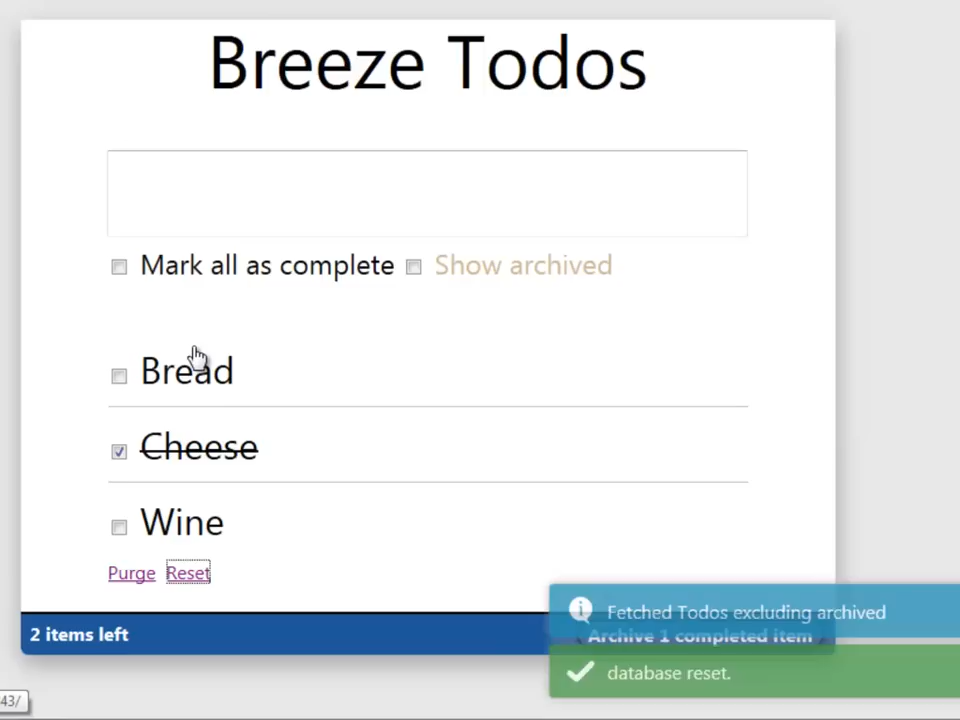 Breeze Todos
Mark all as complete Show archived
Bread
Cheese
Wine
Purge Reset
Fetched Todos excluding archived
2 items left Archive 1 completed item
database reset.
43/